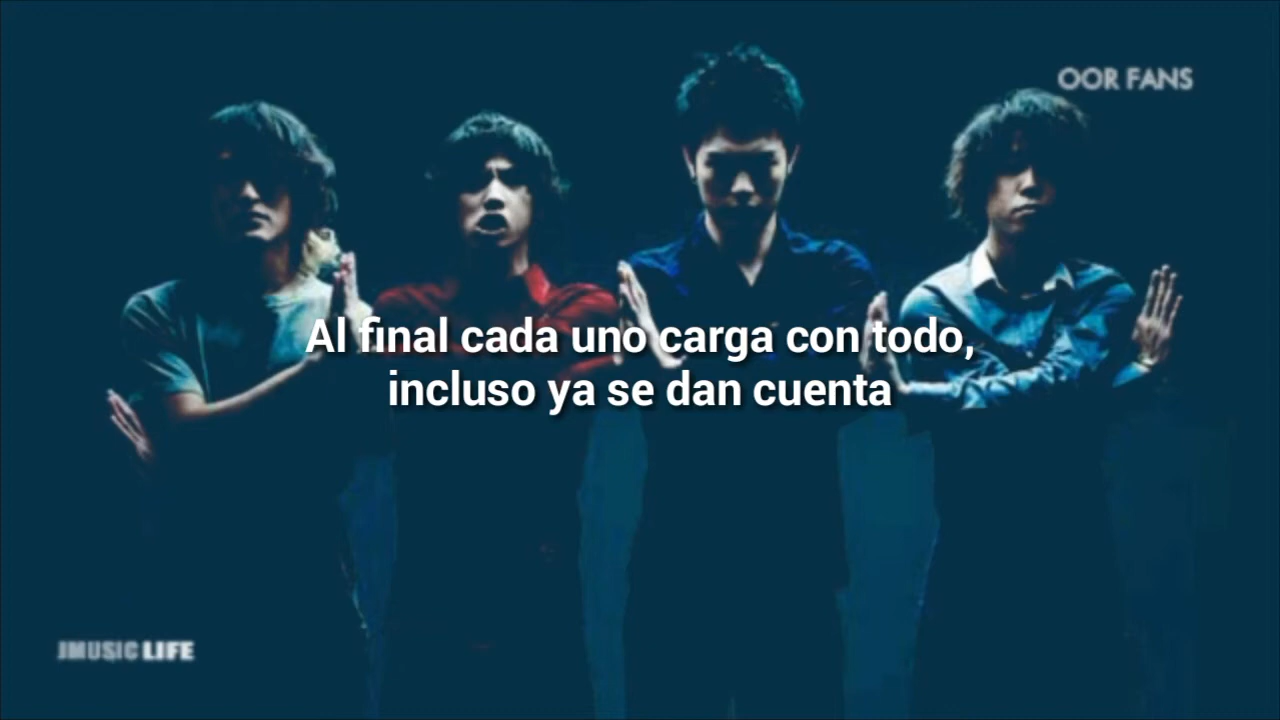 OOR FANS
Al final cada uno carga con todo,
incluso ya se dan cuenta
JMUSIC LIFE